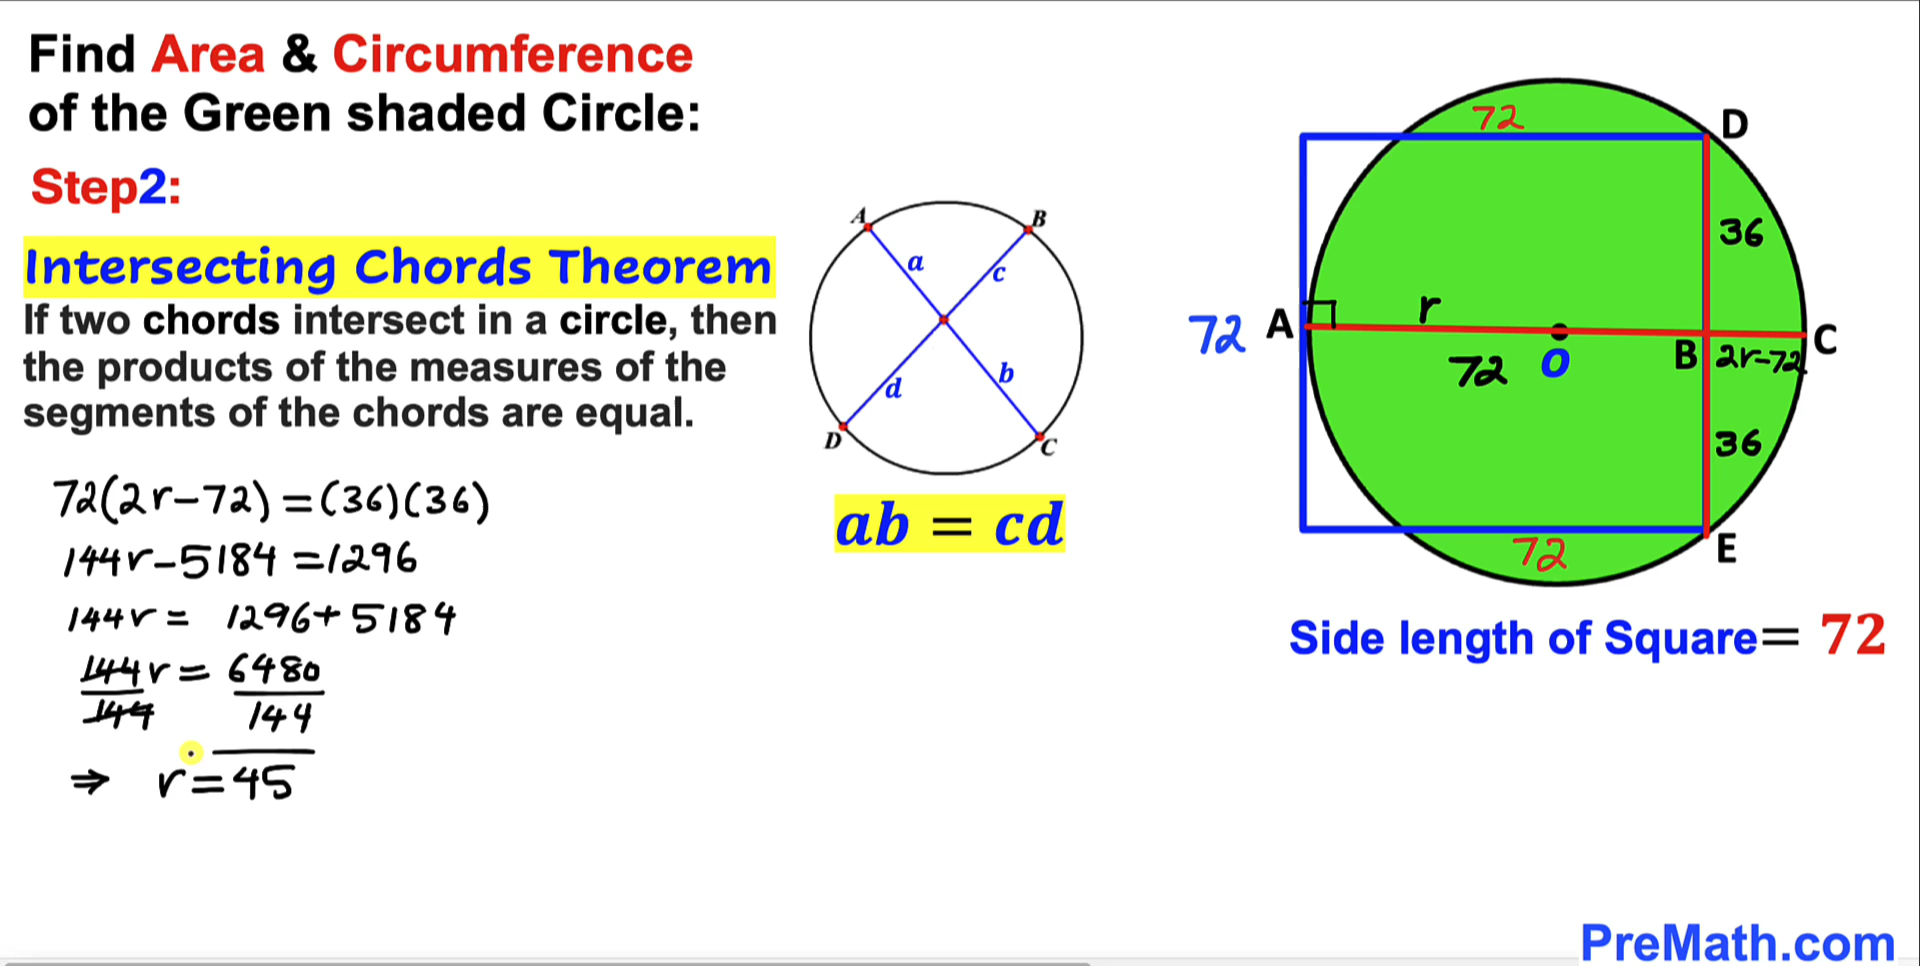 Find Area & Circumference
of the Green shaded Circle:
Step2:
Intersecting Chords Theorem
If two chords intersect in a circle, then
the products of the measures of the
segments of the chords are equal.
72(2r-72)=(36)(36)
144r-5184=1296
144r= 1296+5184
144r= 6480
144 144
⇒ r=45
A
B
a
c
d
b
D
C
ab = cd
72
D
36
72
A
r
C
72
O
B
2r-72
36
72
E
Side length of Square= 72
PreMath.com